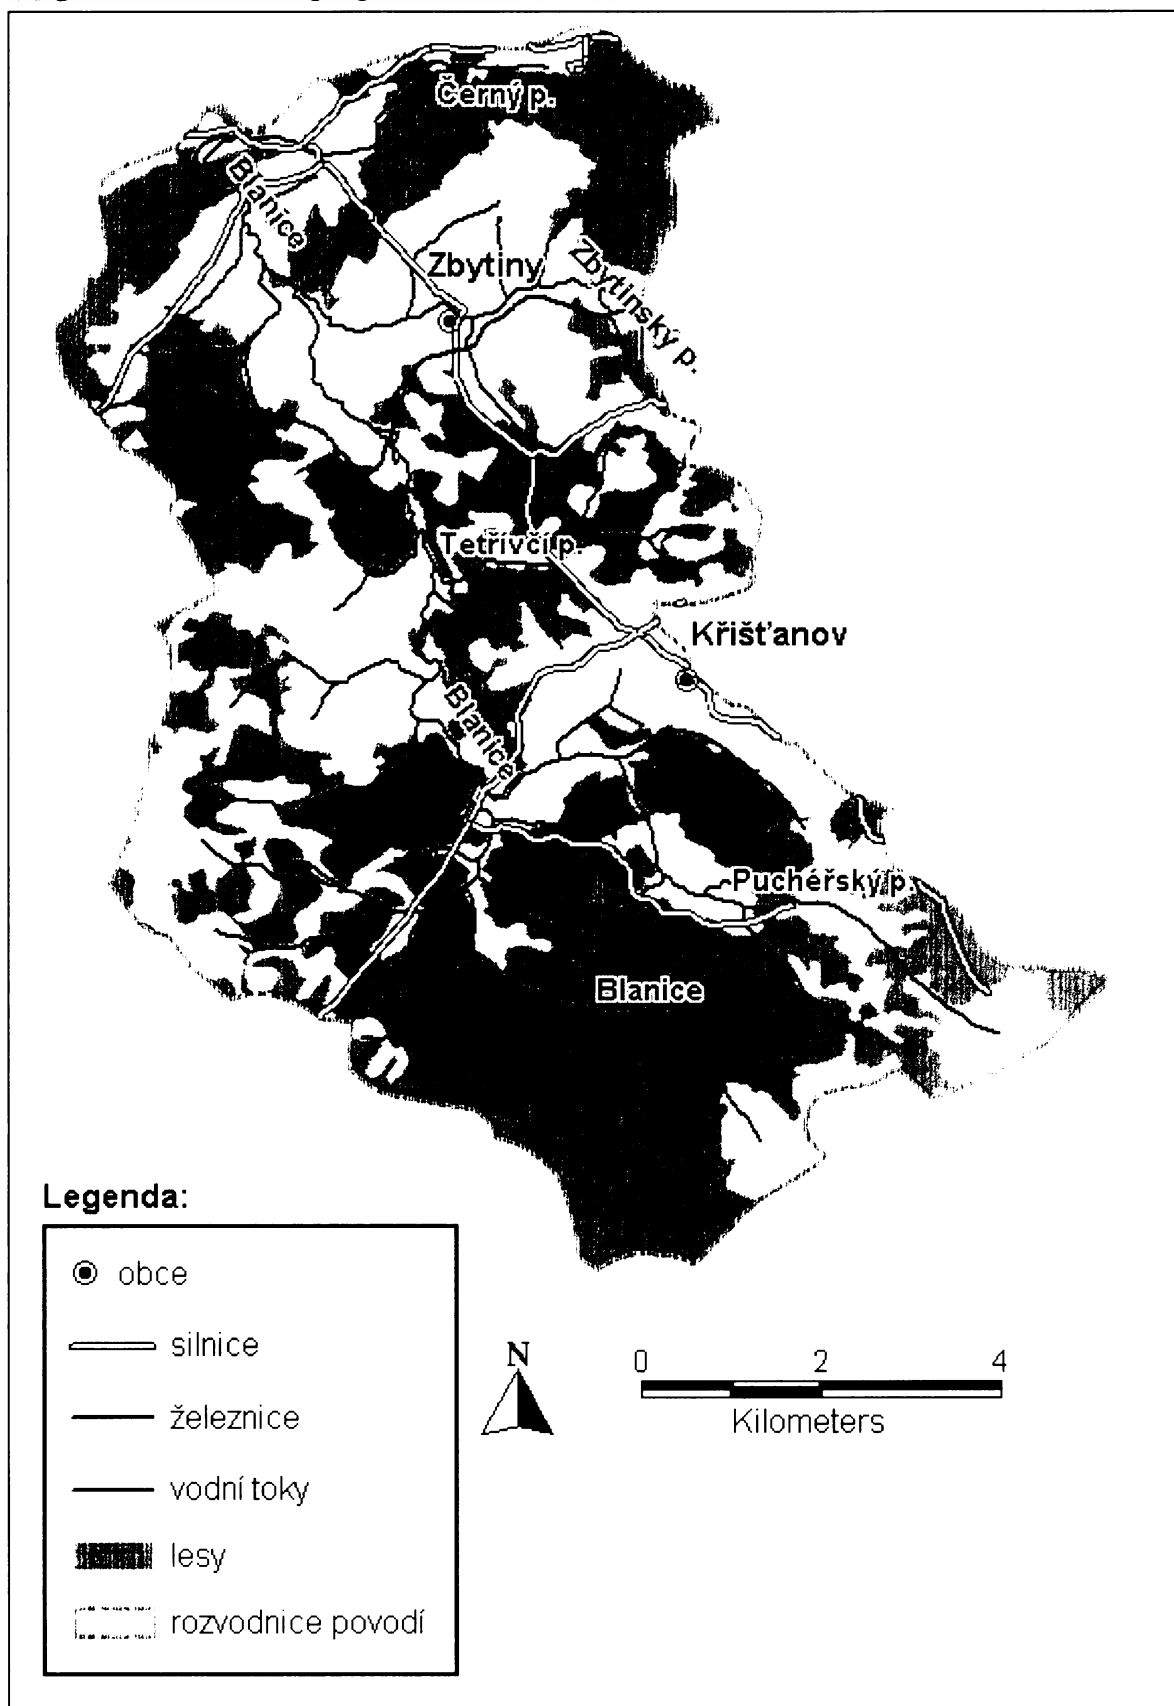 Černý p.
Blanice
Zbytiny
Zbytinský p.
Tetřívčí p.
Křišťanov
Blanice
Puchéřský p.
Blanice
Legenda:
obce
silnice
železnice
vodní toky
lesy
rozvodnice povodí
N
0 2 4
Kilometers